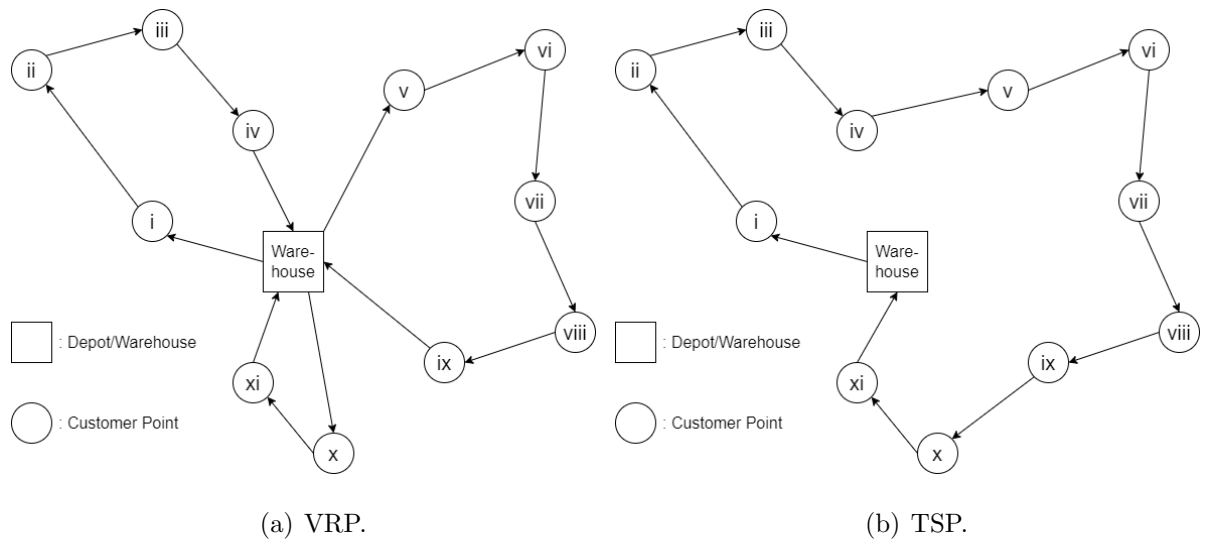 iii
ii
vi
v
iv
vii
i
Ware-
house
: Depot/Warehouse
viii
ix
xi
: Customer Point
x
(a) VRP.
iii
ii
vi
v
iv
vii
i
Ware-
house
: Depot/Warehouse
viii
ix
xi
: Customer Point
x
(b) TSP.